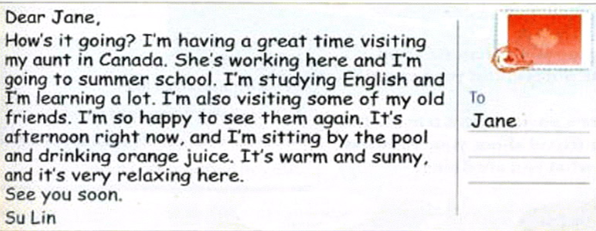 Dear Jane,
How's it going? I'm having a great time visiting
my aunt in Canada. She's working here and I'm
going to summer school. I'm studying English and
I'm learning a lot. I'm also visiting some of my old
friends. I'm so happy to see them again. It's
afternoon right now, and I'm sitting by the pool
and drinking orange juice. It's warm and sunny,
and it's very relaxing here.
See you soon.
Su Lin
To
Jane